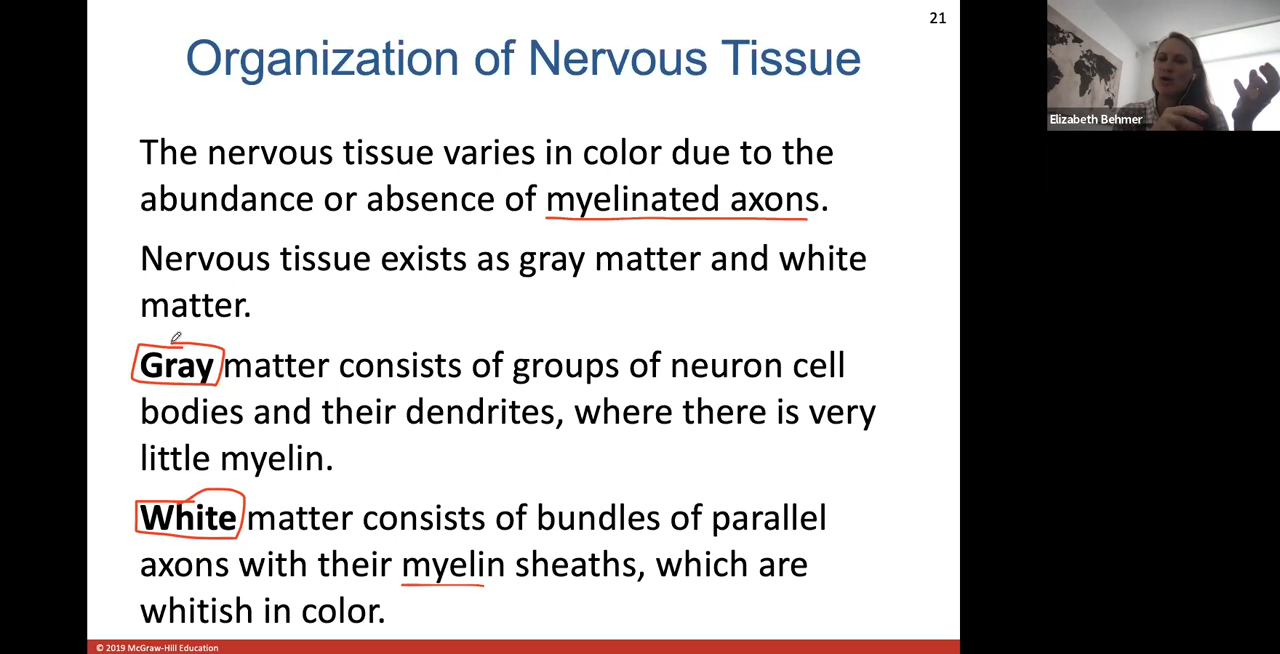 21
Organization of Nervous Tissue
Elizabeth Behmer
The nervous tissue varies in color due to the
abundance or absence of myelinated axons.
Nervous tissue exists as gray matter and white
matter.
Gray matter consists of groups of neuron cell
bodies and their dendrites, where there is very
little myelin.
White matter consists of bundles of parallel
axons with their myelin sheaths, which are
whitish in color.
© 2019 McGraw-Hill Education